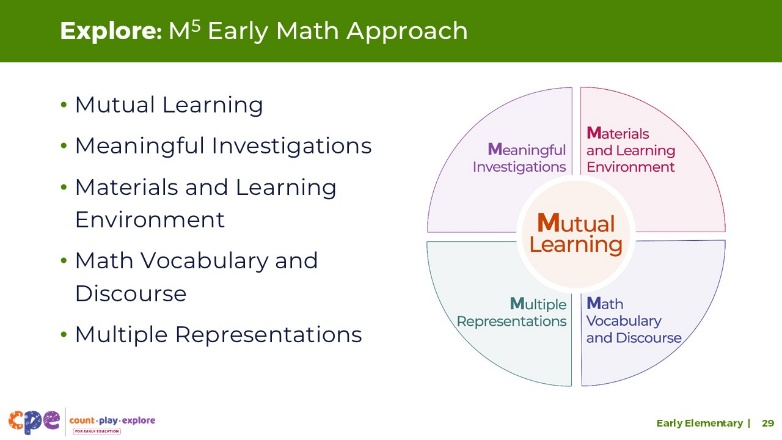 Explore: M⁵ Early Math Approach
• Mutual Learning
• Meaningful Investigations
• Materials and Learning
Environment
• Math Vocabulary and
Discourse
• Multiple Representations
Meaningful
Investigations
Materials
and Learning
Environment
Mutual
Learning
Multiple
Representations
Math
Vocabulary
and Discourse
cpe
count·play·explore
FOR EARLY EDUCATION
Early Elementary | 29